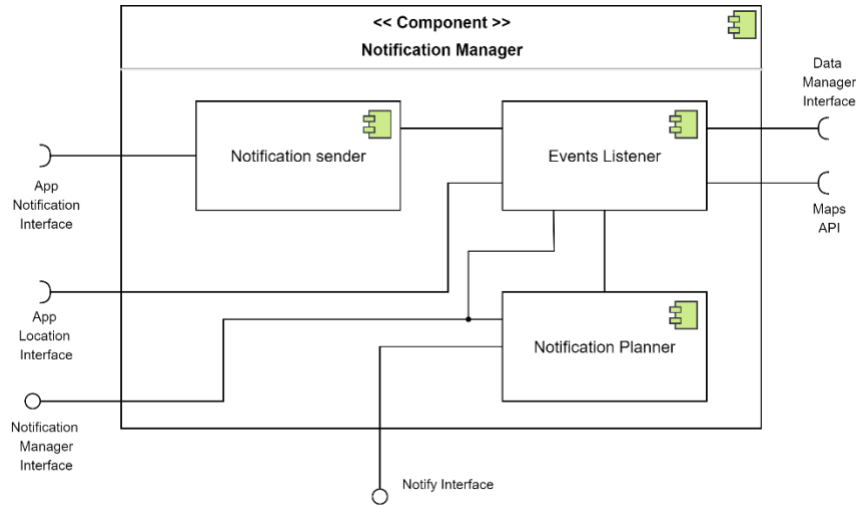 << Component >>
Notification Manager
Data
Manager
Interface
Notification sender
Events Listener
App
Notification
Interface
Maps
API
App
Location
Interface
Notification Planner
Notification
Manager
Interface
Notify Interface